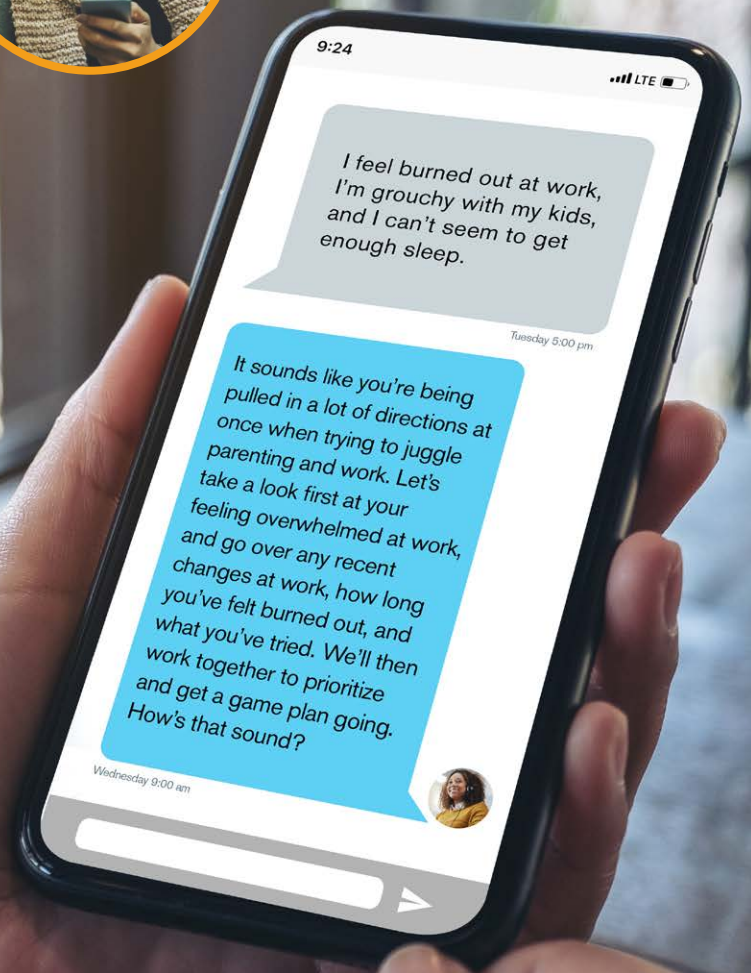 9:24
LTE
I feel burned out at work,
I'm grouchy with my kids,
and I can't seem to get
enough sleep.
Tuesday 5:00 pm
It sounds like you're being
pulled in a lot of directions at
once when trying to juggle
parenting and work. Let's
take a look first at your
feeling overwhelmed at work,
and go over any recent
changes at work, how long
you've felt burned out, and
what you've tried. We'll then
work together to prioritize
and get a game plan going.
How's that sound?
Wednesday 9:00 am